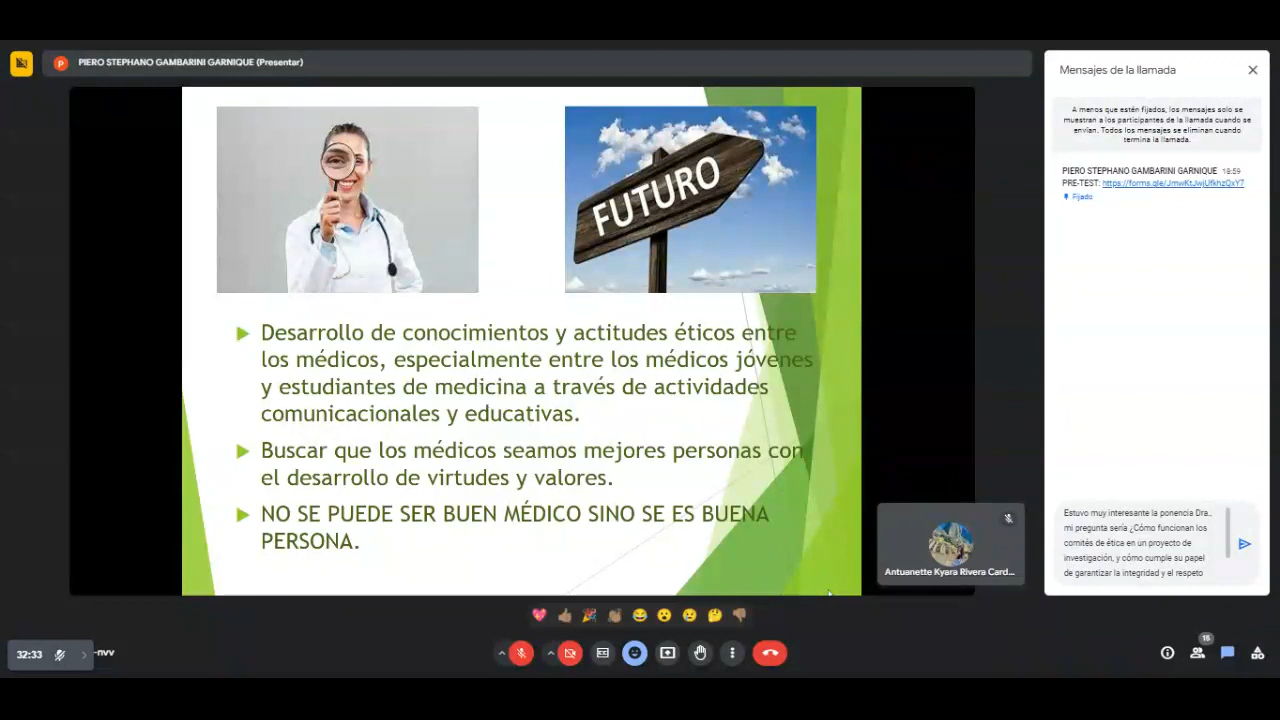 PIERO STEPHANO GAMBARINI GARNIQUE (Presentar)
FUTURO
Desarrollo de conocimientos y actitudes éticos entre
los médicos, especialmente entre los médicos jóvenes
y estudiantes de medicina a través de actividades
comunicacionales y educativas.
Buscar que los médicos seamos mejores personas con
el desarrollo de virtudes y valores.
NO SE PUEDE SER BUEN MÉDICO SINO SE ES BUENA
PERSONA.
Antuanette Kyara Rivera Card...
Mensajes de la llamada
A menos que estén fijados, los mensajes solo se
muestran a los participantes de la llamada cuando se
envían. Todos los mensajes se eliminan cuando
termina la llamada.
PIERO STEPHANO GAMBARINI GARNIQUE 18:59
PRE-TEST: https://forms.gle/JmwKtJwjUfkhzQxY7
Fijado
Estuvo muy interesante la ponencia Dra.,
mi pregunta sería ¿Cómo funcionan los
comités de ética en un proyecto de
investigación, y cómo cumple su papel
de garantizar la integridad y el respeto
32:33
-nvv
P